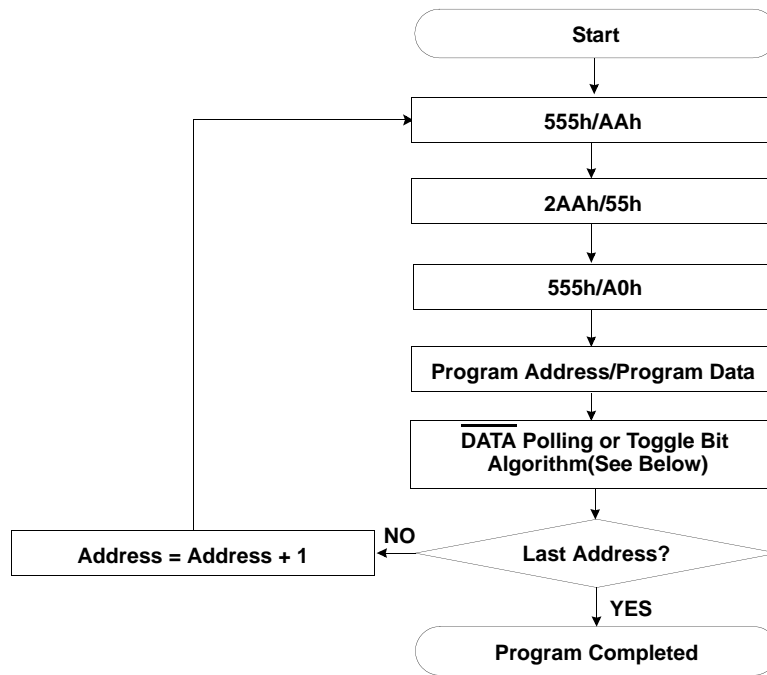 Start
555h/AAh
2AAh/55h
555h/A0h
Program Address/Program Data
DATA Polling or Toggle Bit
Algorithm(See Below)
NO
Address = Address + 1
Last Address?
YES
Program Completed